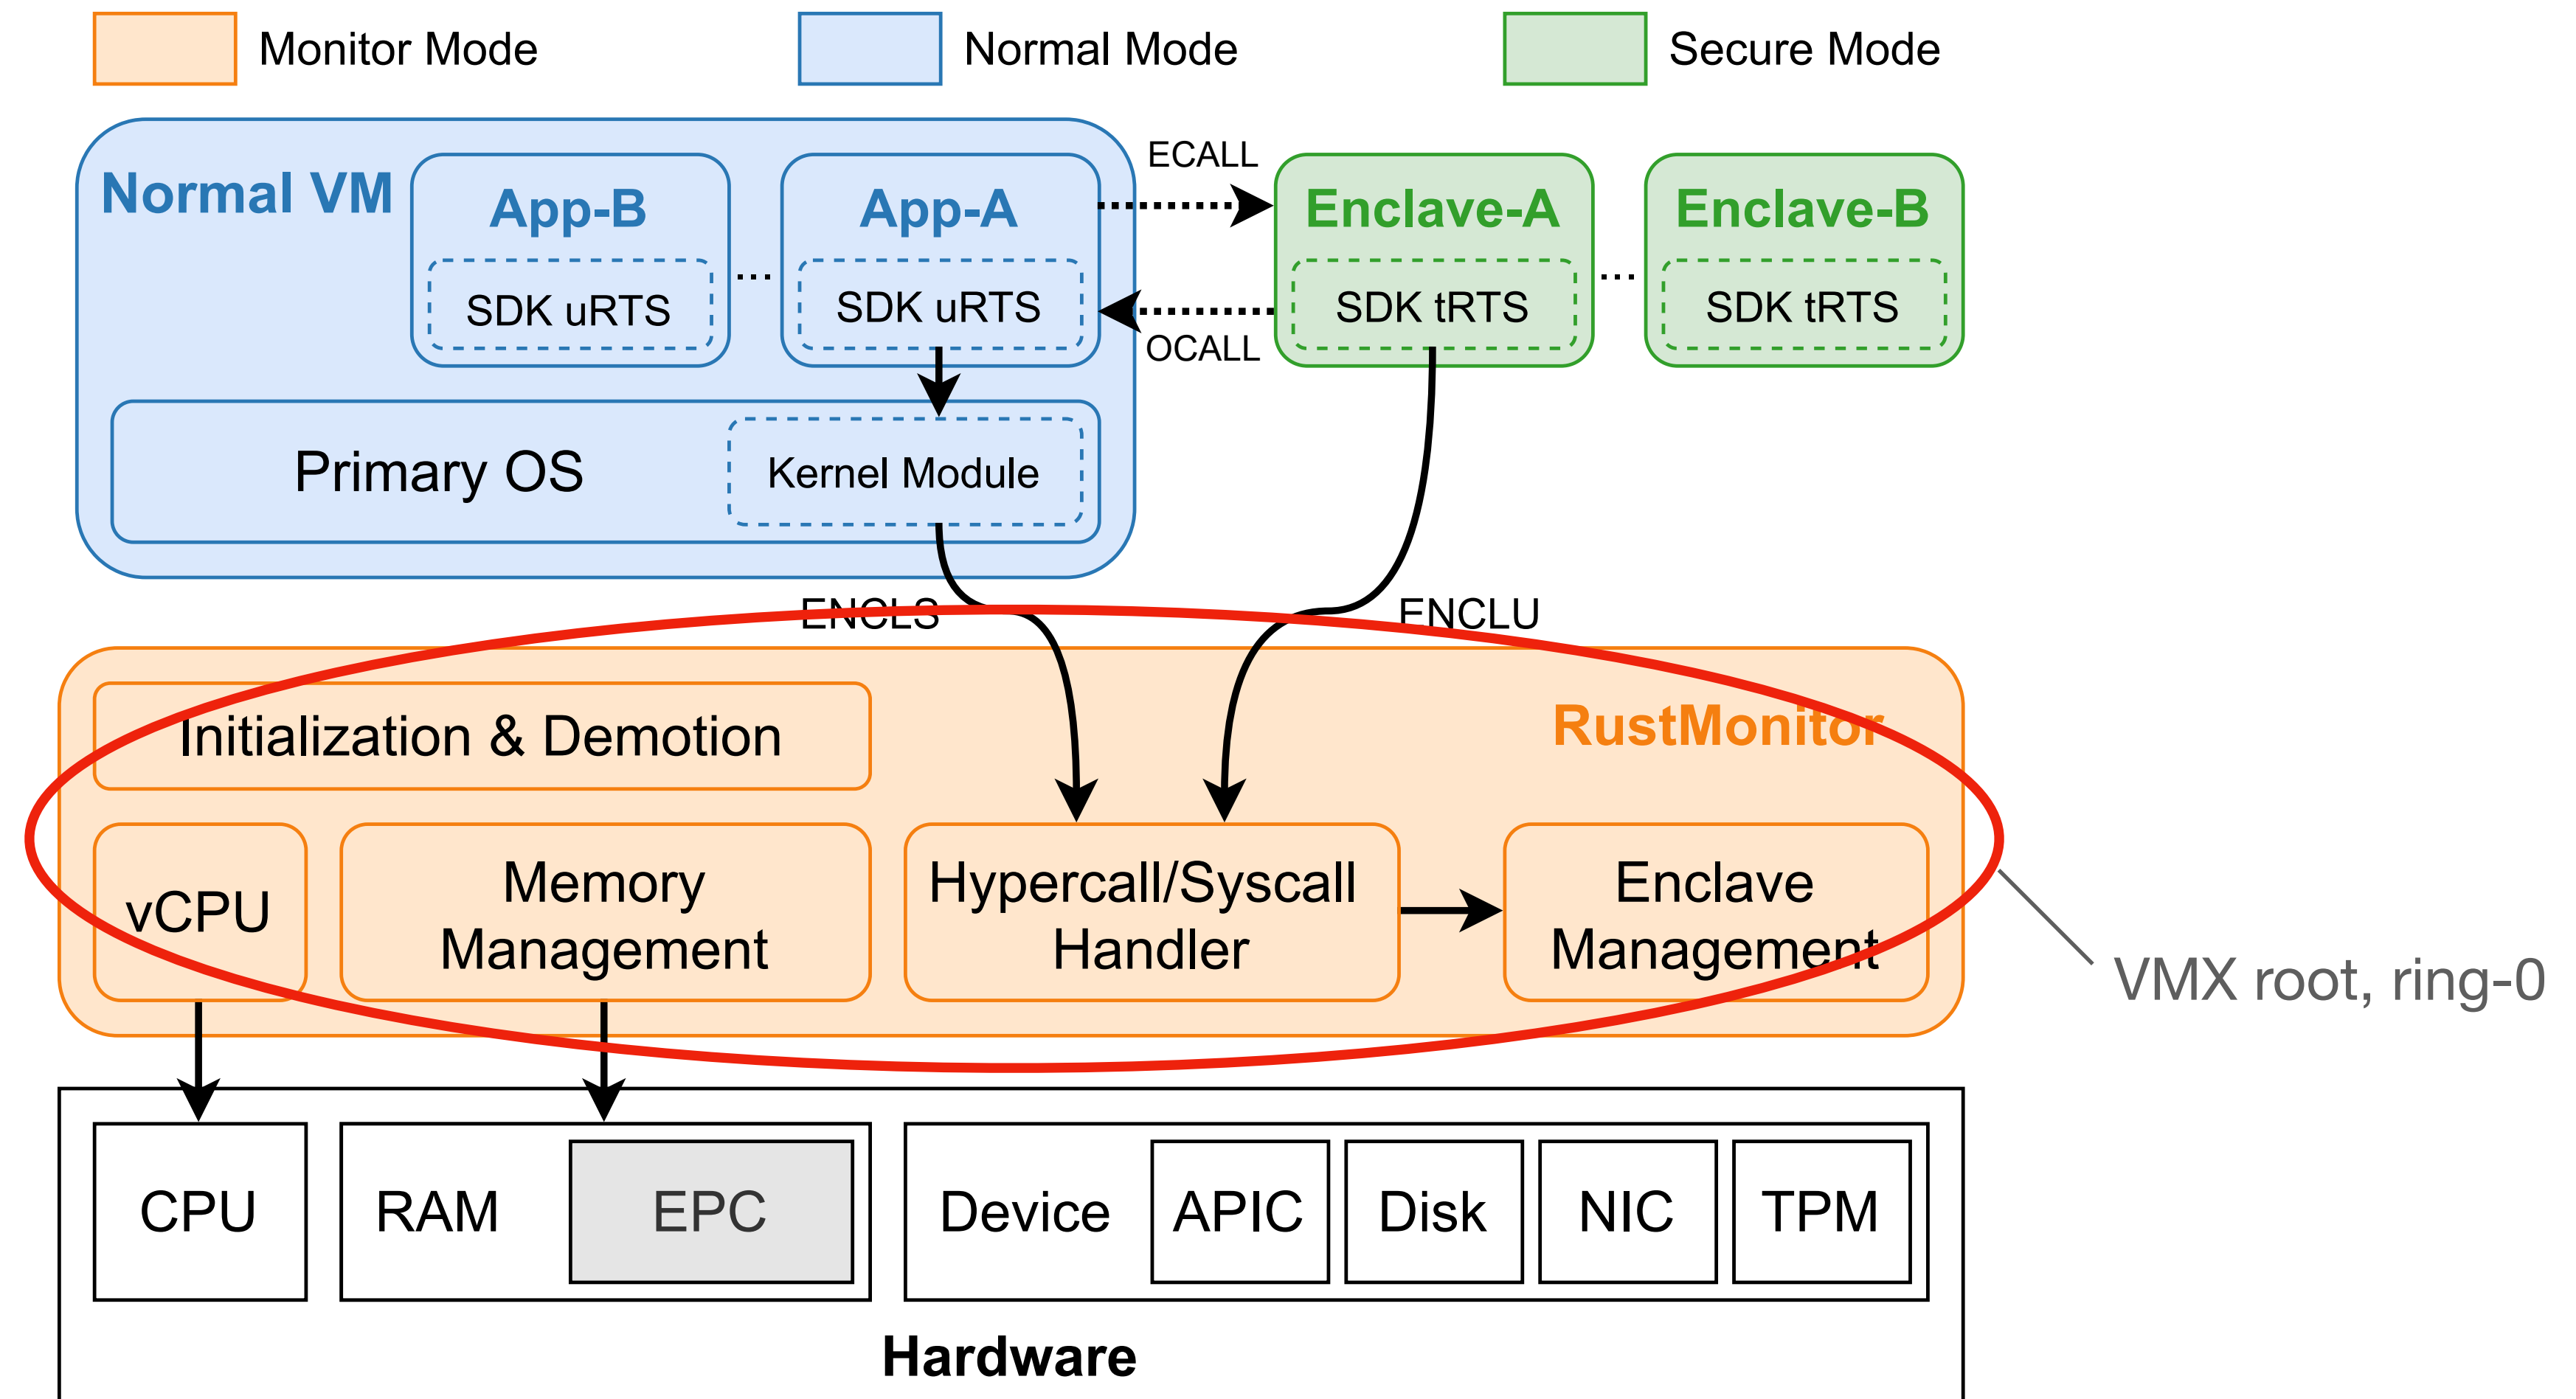 Monitor Mode
Normal Mode
Secure Mode
Normal VM
App-B
SDK uRTS
...
App-A
SDK uRTS
ECALL
OCALL
Enclave-A
SDK tRTS
...
Enclave-B
SDK tRTS
Primary OS
Kernel Module
ENCLS
ENCLU
Initialization & Demotion
RustMonitor
vCPU
Memory
Management
Hypercall/Syscall
Handler
Enclave
Management
VMX root, ring-0
CPU
RAM
EPC
Device
APIC
Disk
NIC
TPM
Hardware